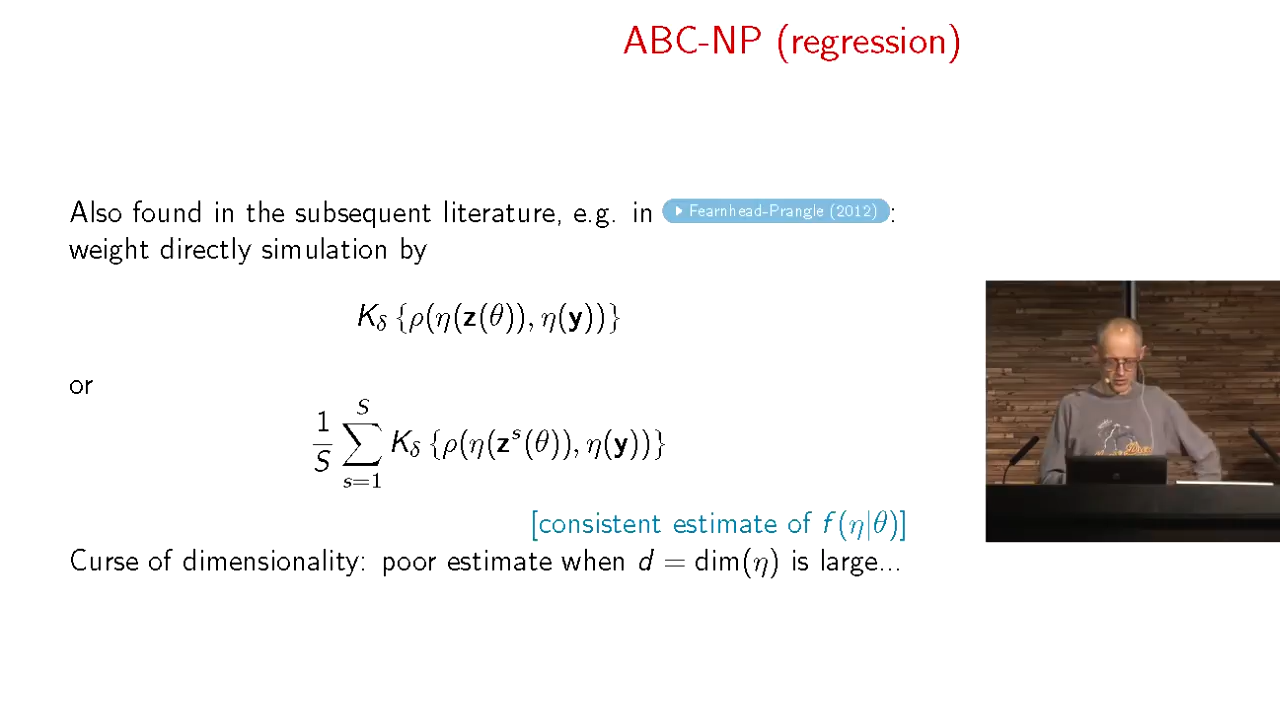 ABC-NP (regression)
Also found in the subsequent literature, e.g. in ▶ Fearnhead-Prangle (2012) :
weight directly simulation by
K_δ {ρ(η(z(θ)), η(y))}
or
1/S ∑_{s=1}^{S} K_δ {ρ(η(z^s(θ)), η(y))}
[consistent estimate of f(η|θ)]
Curse of dimensionality: poor estimate when d = dim(η) is large...